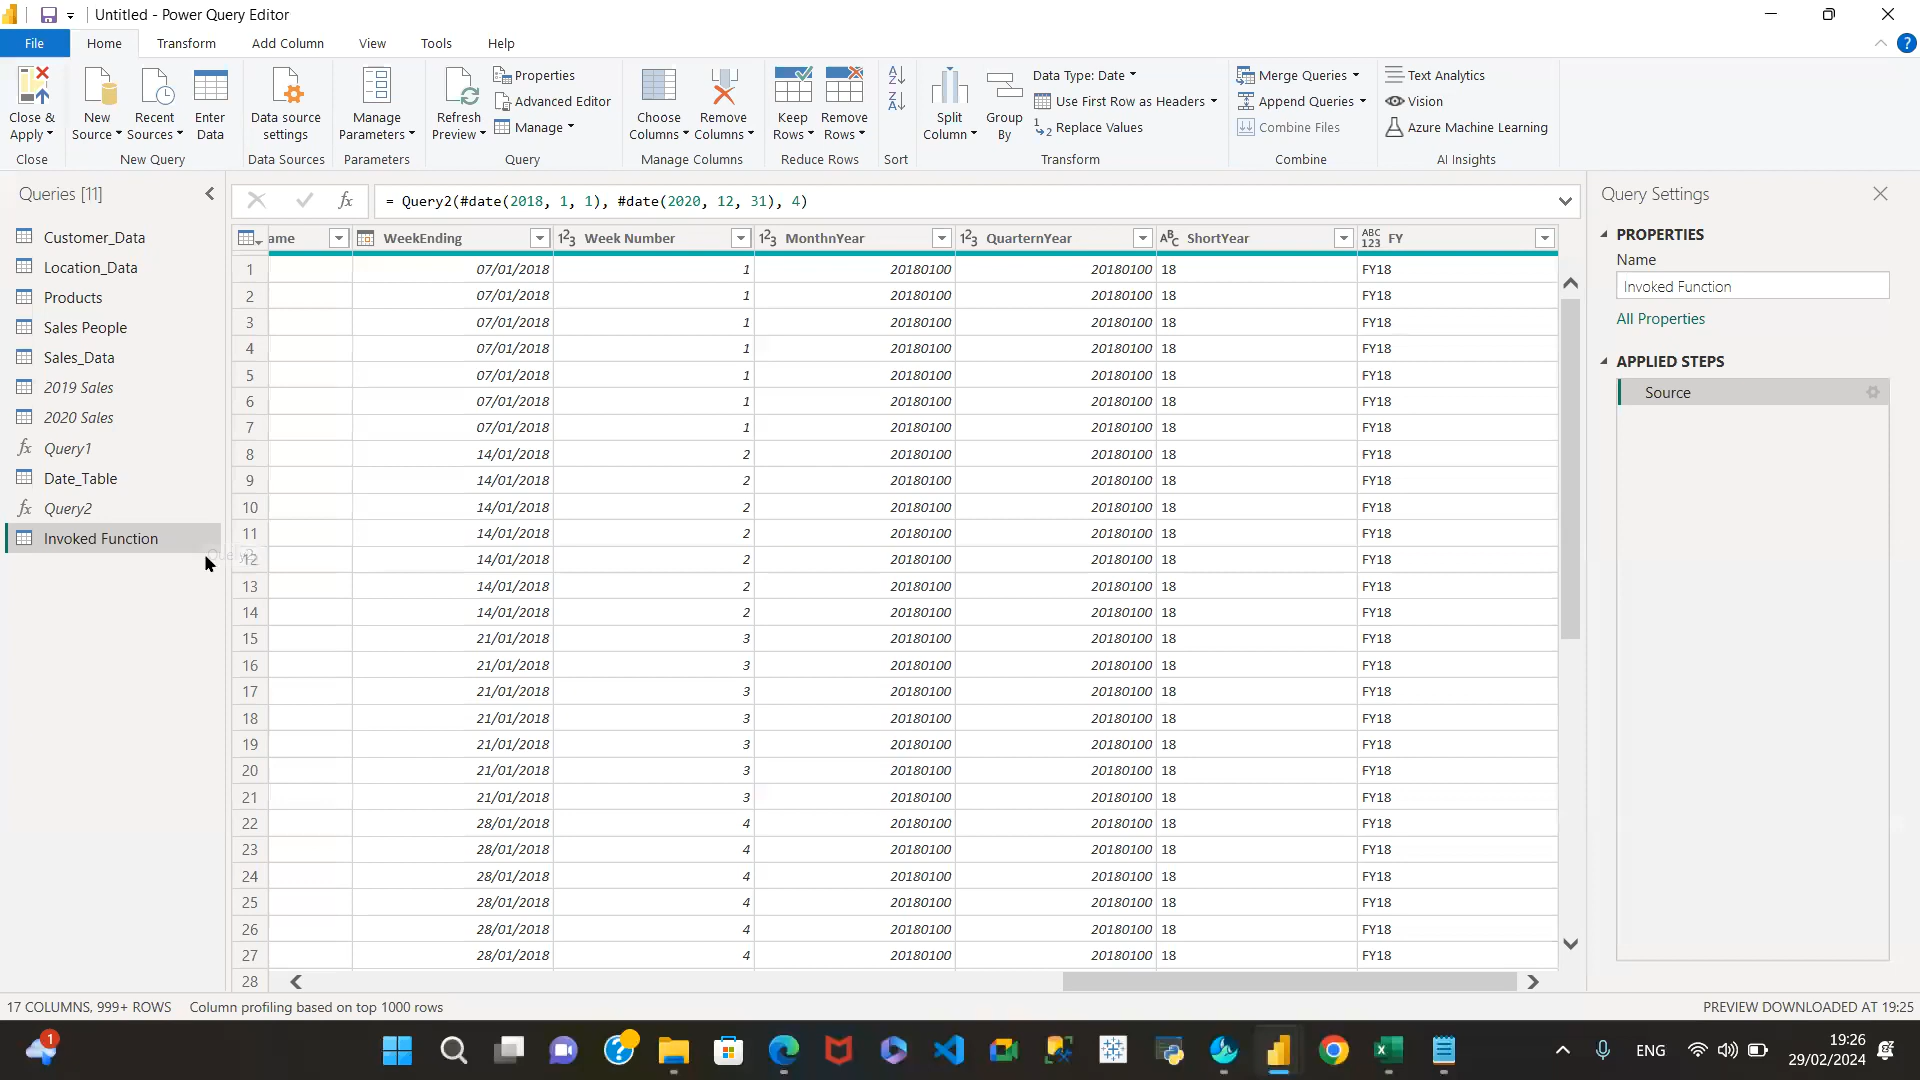 Untitled - Power Query Editor
File Home Transform Add Column View Tools Help
Close & Apply
Close
New Source
Recent Sources
Enter Data
New Query
Data source settings
Data Sources
Manage Parameters
Parameters
Refresh Preview
Properties
Advanced Editor
Manage
Query
Choose Columns
Remove Columns
Manage Columns
Keep Rows
Remove Rows
Reduce Rows
Sort
Split Column
Group By
Data Type: Date
Use First Row as Headers
Replace Values
Transform
Merge Queries
Append Queries
Combine Files
Combine
Text Analytics
Vision
Azure Machine Learning
AI Insights
Queries [11]
Customer_Data
Location_Data
Products
Sales People
Sales_Data
2019 Sales
2020 Sales
Query1
Date_Table
Query2
Invoked Function
= Query2(#date(2018, 1, 1), #date(2020, 12, 31), 4)
ame WeekEnding Week Number MonthnYear QuarternYear ShortYear FY
1 07/01/2018 1 20180100 20180100 18 FY18
2 07/01/2018 1 20180100 20180100 18 FY18
3 07/01/2018 1 20180100 20180100 18 FY18
4 07/01/2018 1 20180100 20180100 18 FY18
5 07/01/2018 1 20180100 20180100 18 FY18
6 07/01/2018 1 20180100 20180100 18 FY18
7 07/01/2018 1 20180100 20180100 18 FY18
8 14/01/2018 2 20180100 20180100 18 FY18
9 14/01/2018 2 20180100 20180100 18 FY18
10 14/01/2018 2 20180100 20180100 18 FY18
11 14/01/2018 2 20180100 20180100 18 FY18
12 14/01/2018 2 20180100 20180100 18 FY18
13 14/01/2018 2 20180100 20180100 18 FY18
14 14/01/2018 2 20180100 20180100 18 FY18
15 21/01/2018 3 20180100 20180100 18 FY18
16 21/01/2018 3 20180100 20180100 18 FY18
17 21/01/2018 3 20180100 20180100 18 FY18
18 21/01/2018 3 20180100 20180100 18 FY18
19 21/01/2018 3 20180100 20180100 18 FY18
20 21/01/2018 3 20180100 20180100 18 FY18
21 21/01/2018 3 20180100 20180100 18 FY18
22 28/01/2018 4 20180100 20180100 18 FY18
23 28/01/2018 4 20180100 20180100 18 FY18
24 28/01/2018 4 20180100 20180100 18 FY18
25 28/01/2018 4 20180100 20180100 18 FY18
26 28/01/2018 4 20180100 20180100 18 FY18
27 28/01/2018 4 20180100 20180100 18 FY18
28
Query Settings
PROPERTIES
Name
Invoked Function
All Properties
APPLIED STEPS
Source
17 COLUMNS, 999+ ROWS Column profiling based on top 1000 rows
PREVIEW DOWNLOADED AT 19:25
1
ENG
19:26
29/02/2024